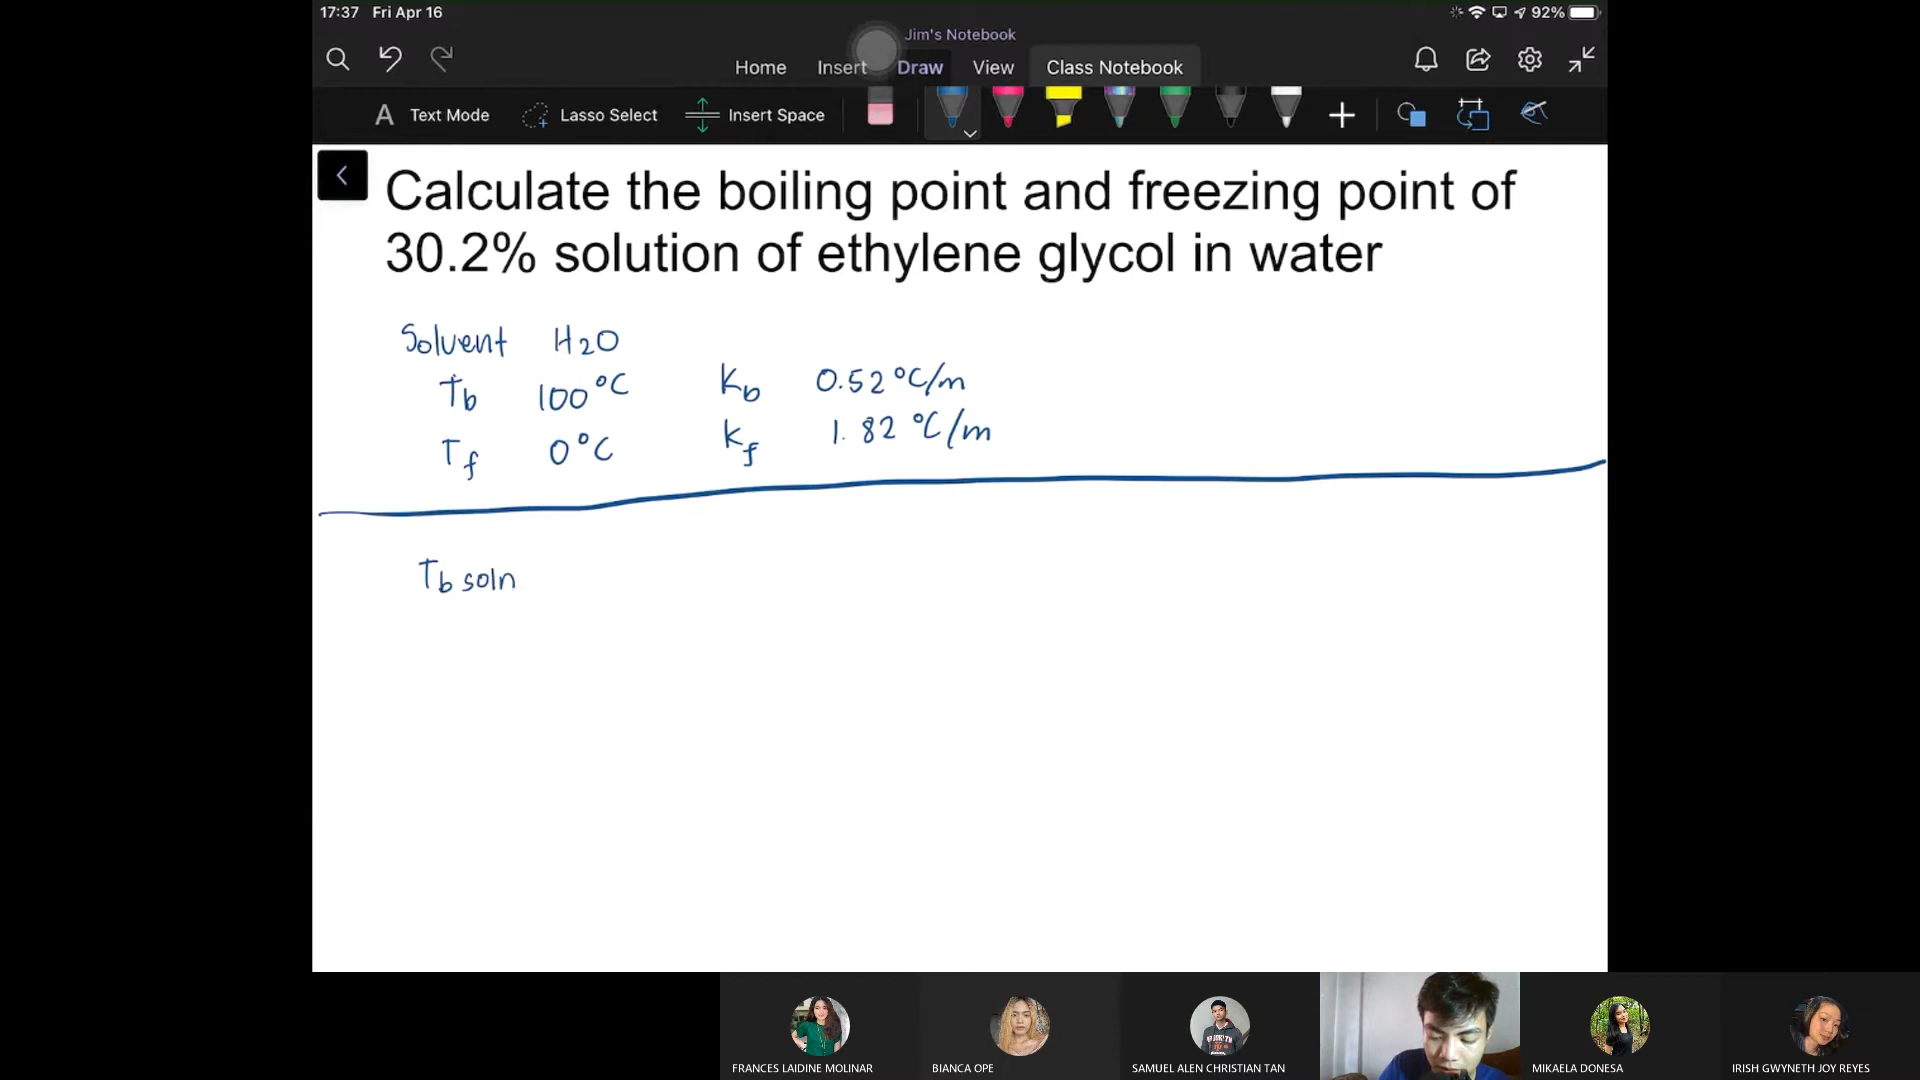 17:37 Fri Apr 16
92%
Jim's Notebook
Home Insert Draw View Class Notebook
A Text Mode Lasso Select Insert Space
Calculate the boiling point and freezing point of
30.2% solution of ethylene glycol in water
Solvent H2O
Tb 100°C Kb 0.52°C/m
Tf 0°C Kf 1.82 °C/m
Tb soln
FRANCES LAIDINE MOLINAR BIANCA OPE SAMUEL ALEN CHRISTIAN TAN MIKAELA DONESA IRISH GWYNETH JOY REYES